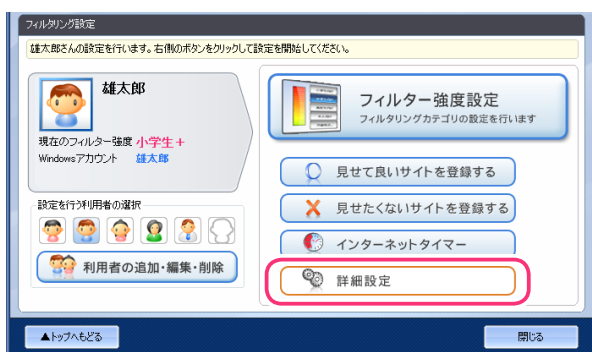 フィルタリング設定
雄太郎さんの設定を行います。右側のボタンをクリックして設定を開始してください。
雄太郎
現在のフィルター強度 小学生+
Windowsアカウント 雄太郎
設定を行う利用者の選択
利用者の追加・編集・削除
フィルター強度設定
フィルタリングカテゴリの設定を行います
見せて良いサイトを登録する
見せたくないサイトを登録する
インターネットタイマー
詳細設定
▲トップへもどる
閉じる